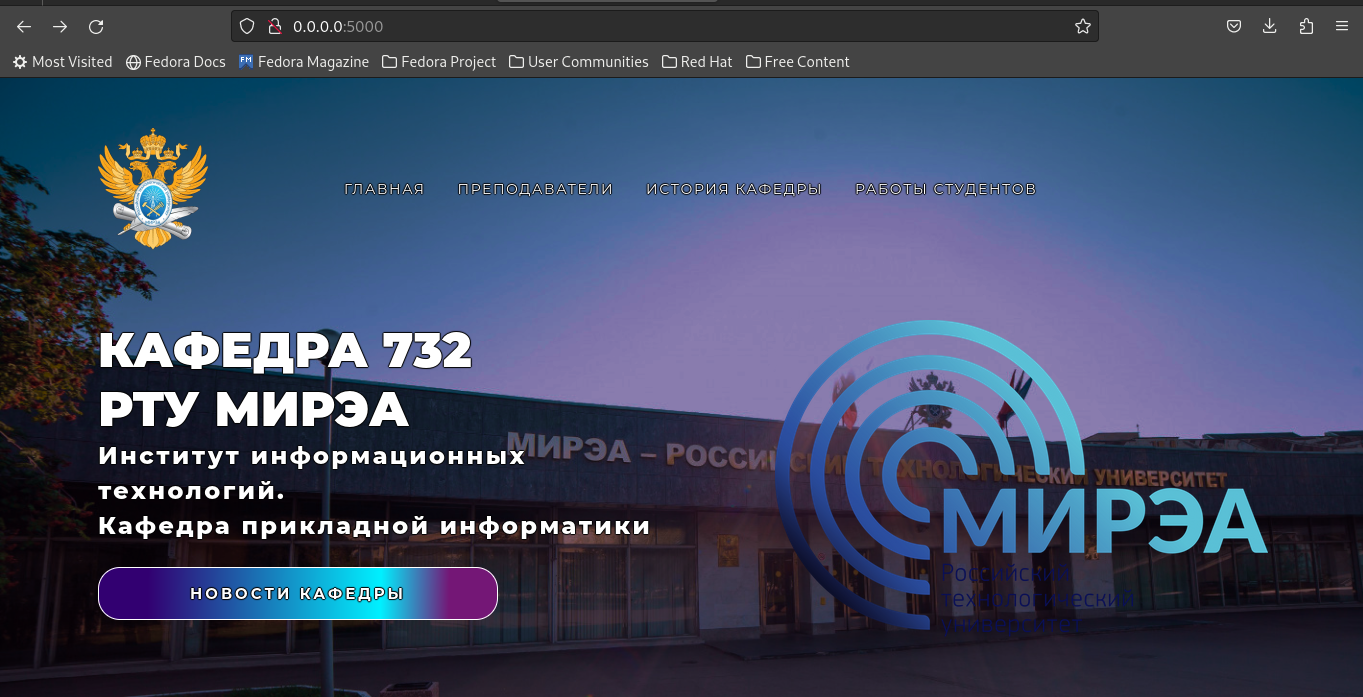 0.0.0.0:5000
Most Visited Fedora Docs Fedora Magazine Fedora Project User Communities Red Hat Free Content
ГЛАВНАЯ ПРЕПОДАВАТЕЛИ ИСТОРИЯ КАФЕДРЫ РАБОТЫ СТУДЕНТОВ
КАФЕДРА 732
РТУ МИРЭА
Институт информационных
технологий.
Кафедра прикладной информатики
НОВОСТИ КАФЕДРЫ
МИРЭА – РОССИЙСКИЙ ТЕХНОЛОГИЧЕСКИЙ УНИВЕРСИТЕТ
МИРЭА
Российский
технологический
университет